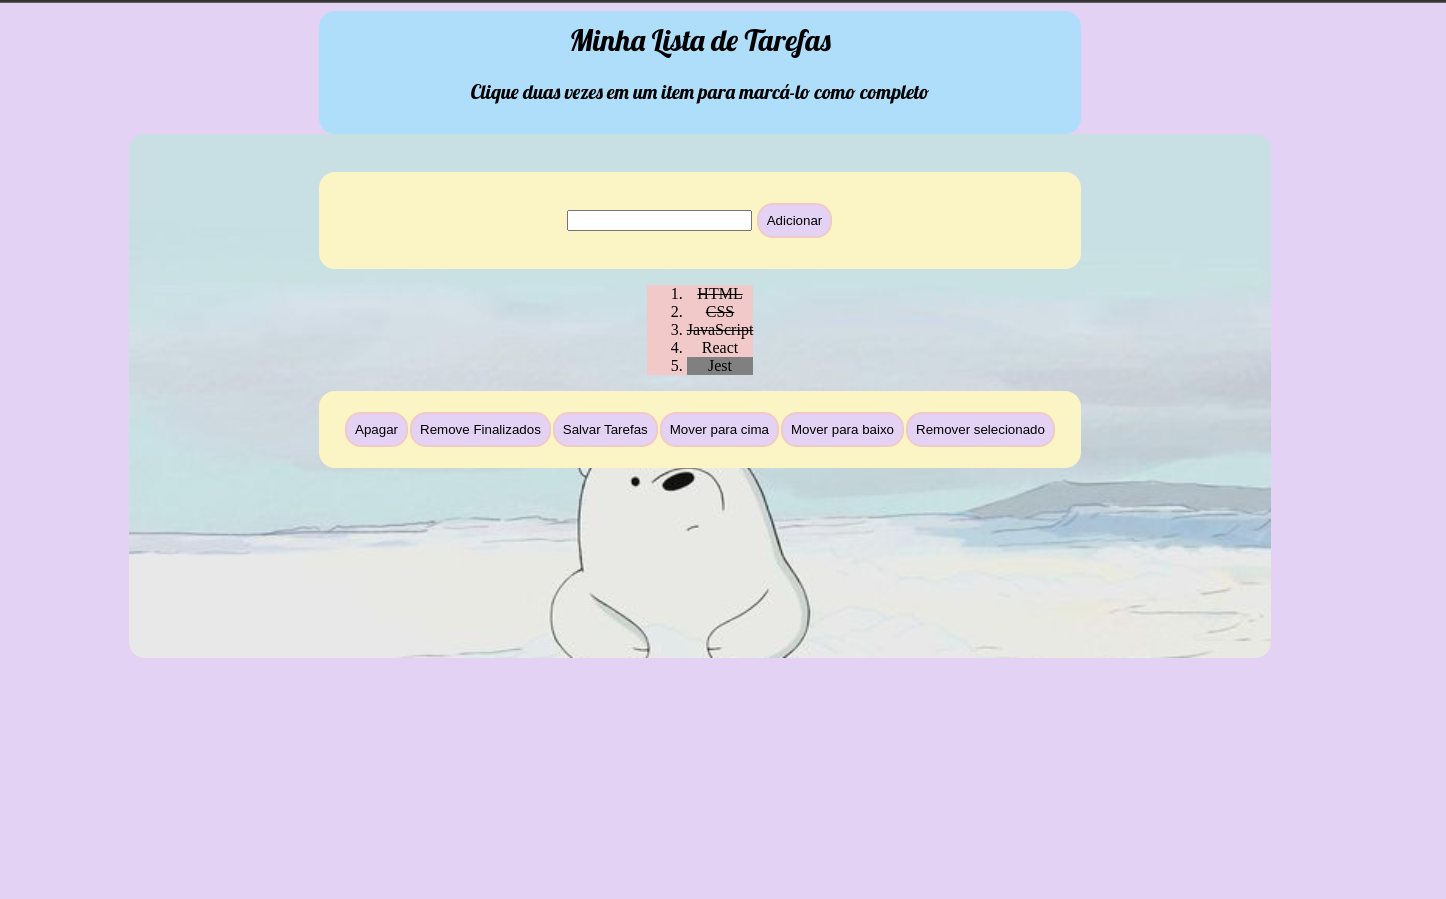 Minha Lista de Tarefas
Clique duas vezes em um item para marcá-lo como completo
Adicionar
1. HTML
2. CSS
3. JavaScript
4. React
5. Jest
Apagar Remove Finalizados Salvar Tarefas Mover para cima Mover para baixo Remover selecionado